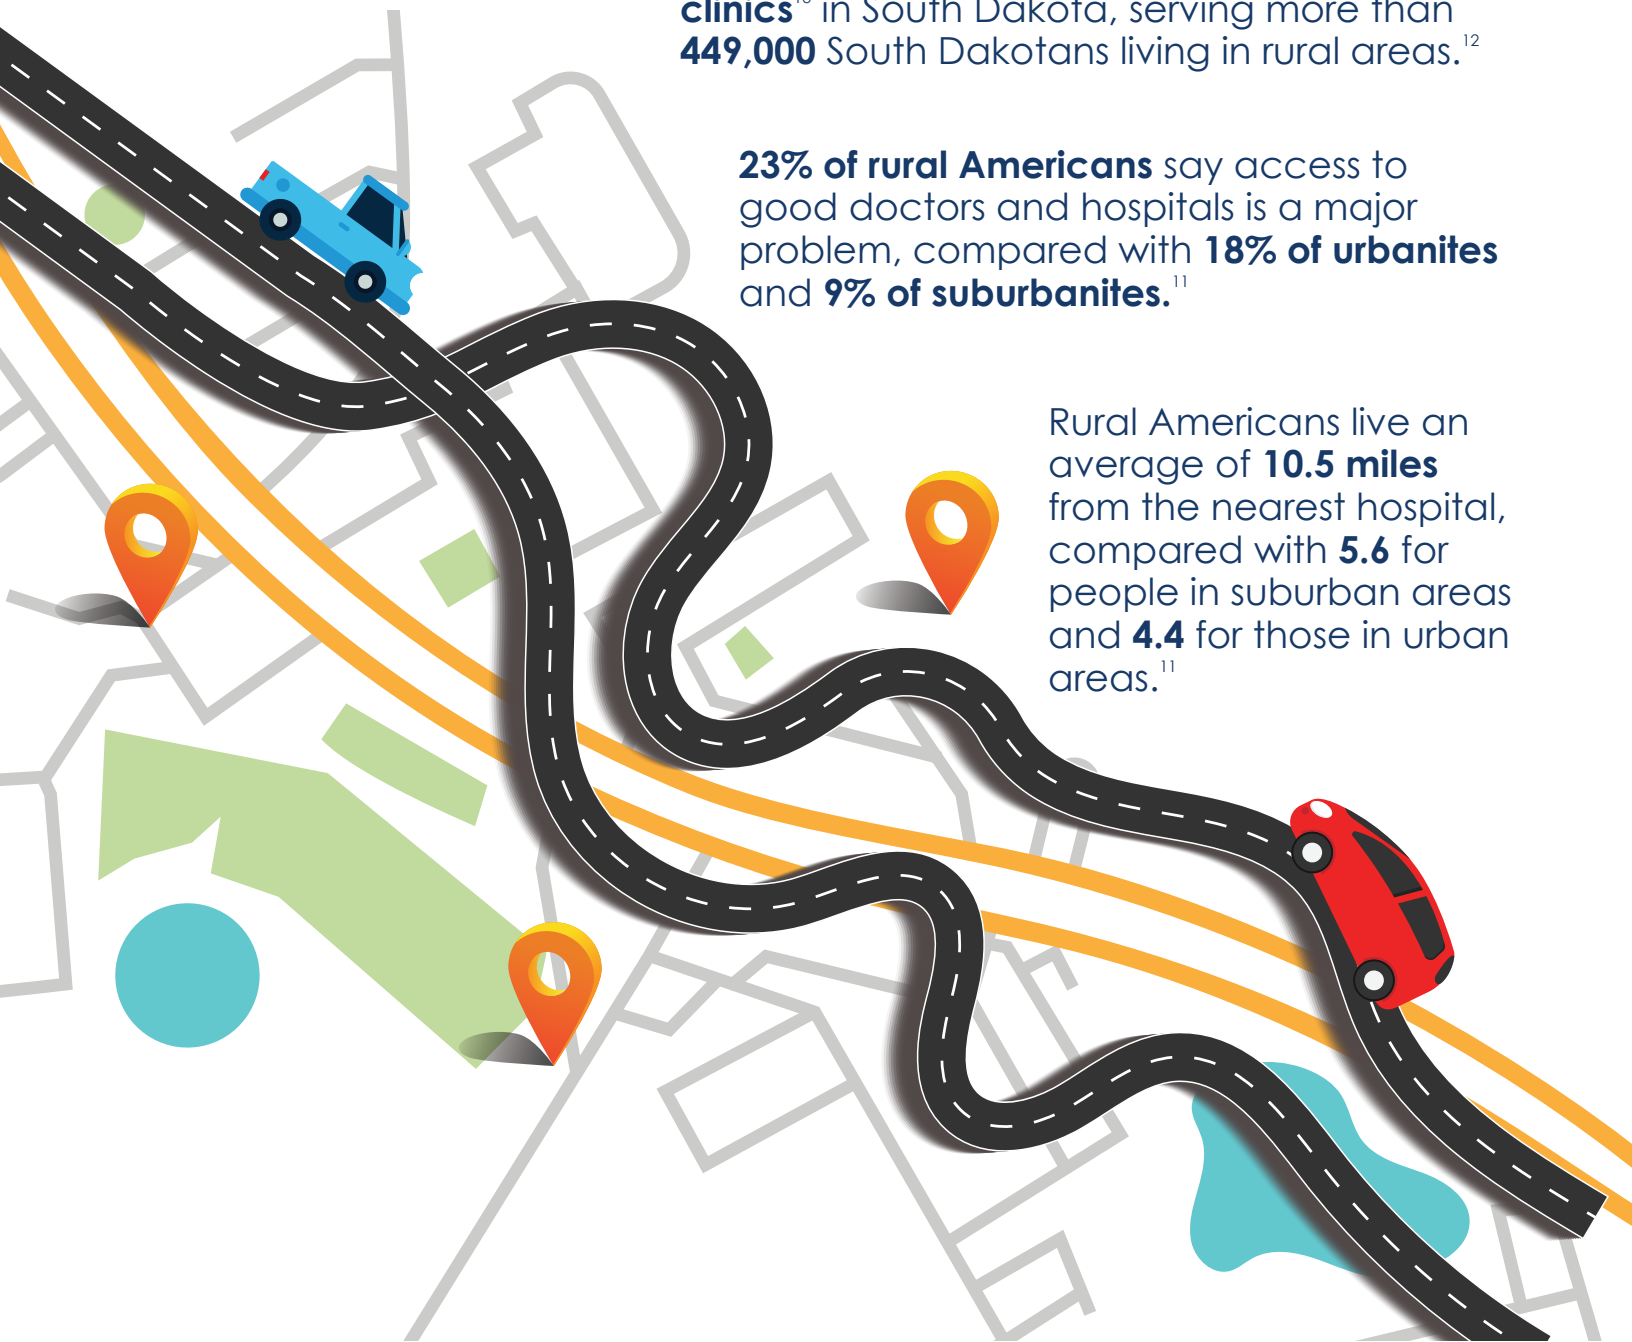 clinics in South Dakota, serving more than
449,000 South Dakotans living in rural areas.12
23% of rural Americans say access to
good doctors and hospitals is a major
problem, compared with 18% of urbanites
and 9% of suburbanites.11
Rural Americans live an
average of 10.5 miles
from the nearest hospital,
compared with 5.6 for
people in suburban areas
and 4.4 for those in urban
areas.11